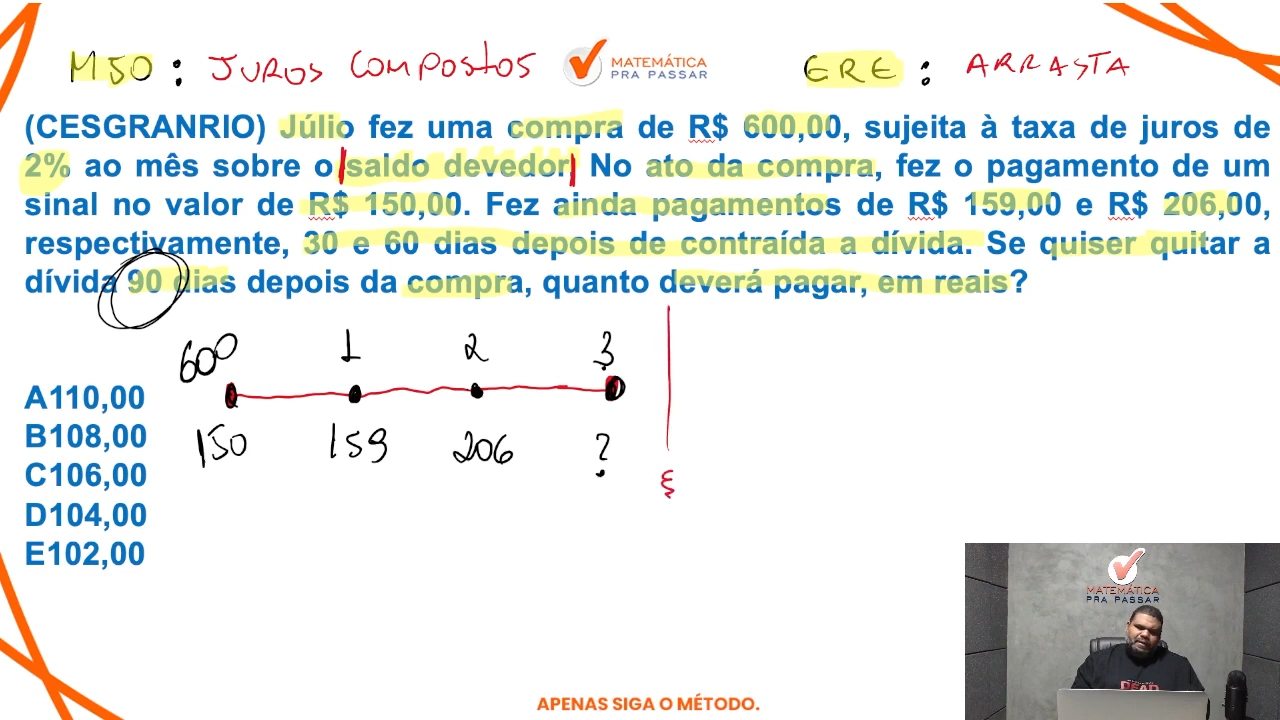 M50 : JUROS COMPOSTOS
MATEMÁTICA
PRA PASSAR
ERE : ARRASTA
(CESGRANRIO) Júlio fez uma compra de R$ 600,00, sujeita à taxa de juros de
2% ao mês sobre o saldo devedor. No ato da compra, fez o pagamento de um
sinal no valor de R$ 150,00. Fez ainda pagamentos de R$ 159,00 e R$ 206,00,
respectivamente, 30 e 60 dias depois de contraída a dívida. Se quiser quitar a
dívida 90 dias depois da compra, quanto deverá pagar, em reais?
600 1 2 3
150 159 206 ?
A110,00
B108,00
C106,00
D104,00
E102,00
MATEMÁTICA
PRA PASSAR
APENAS SIGA O MÉTODO.